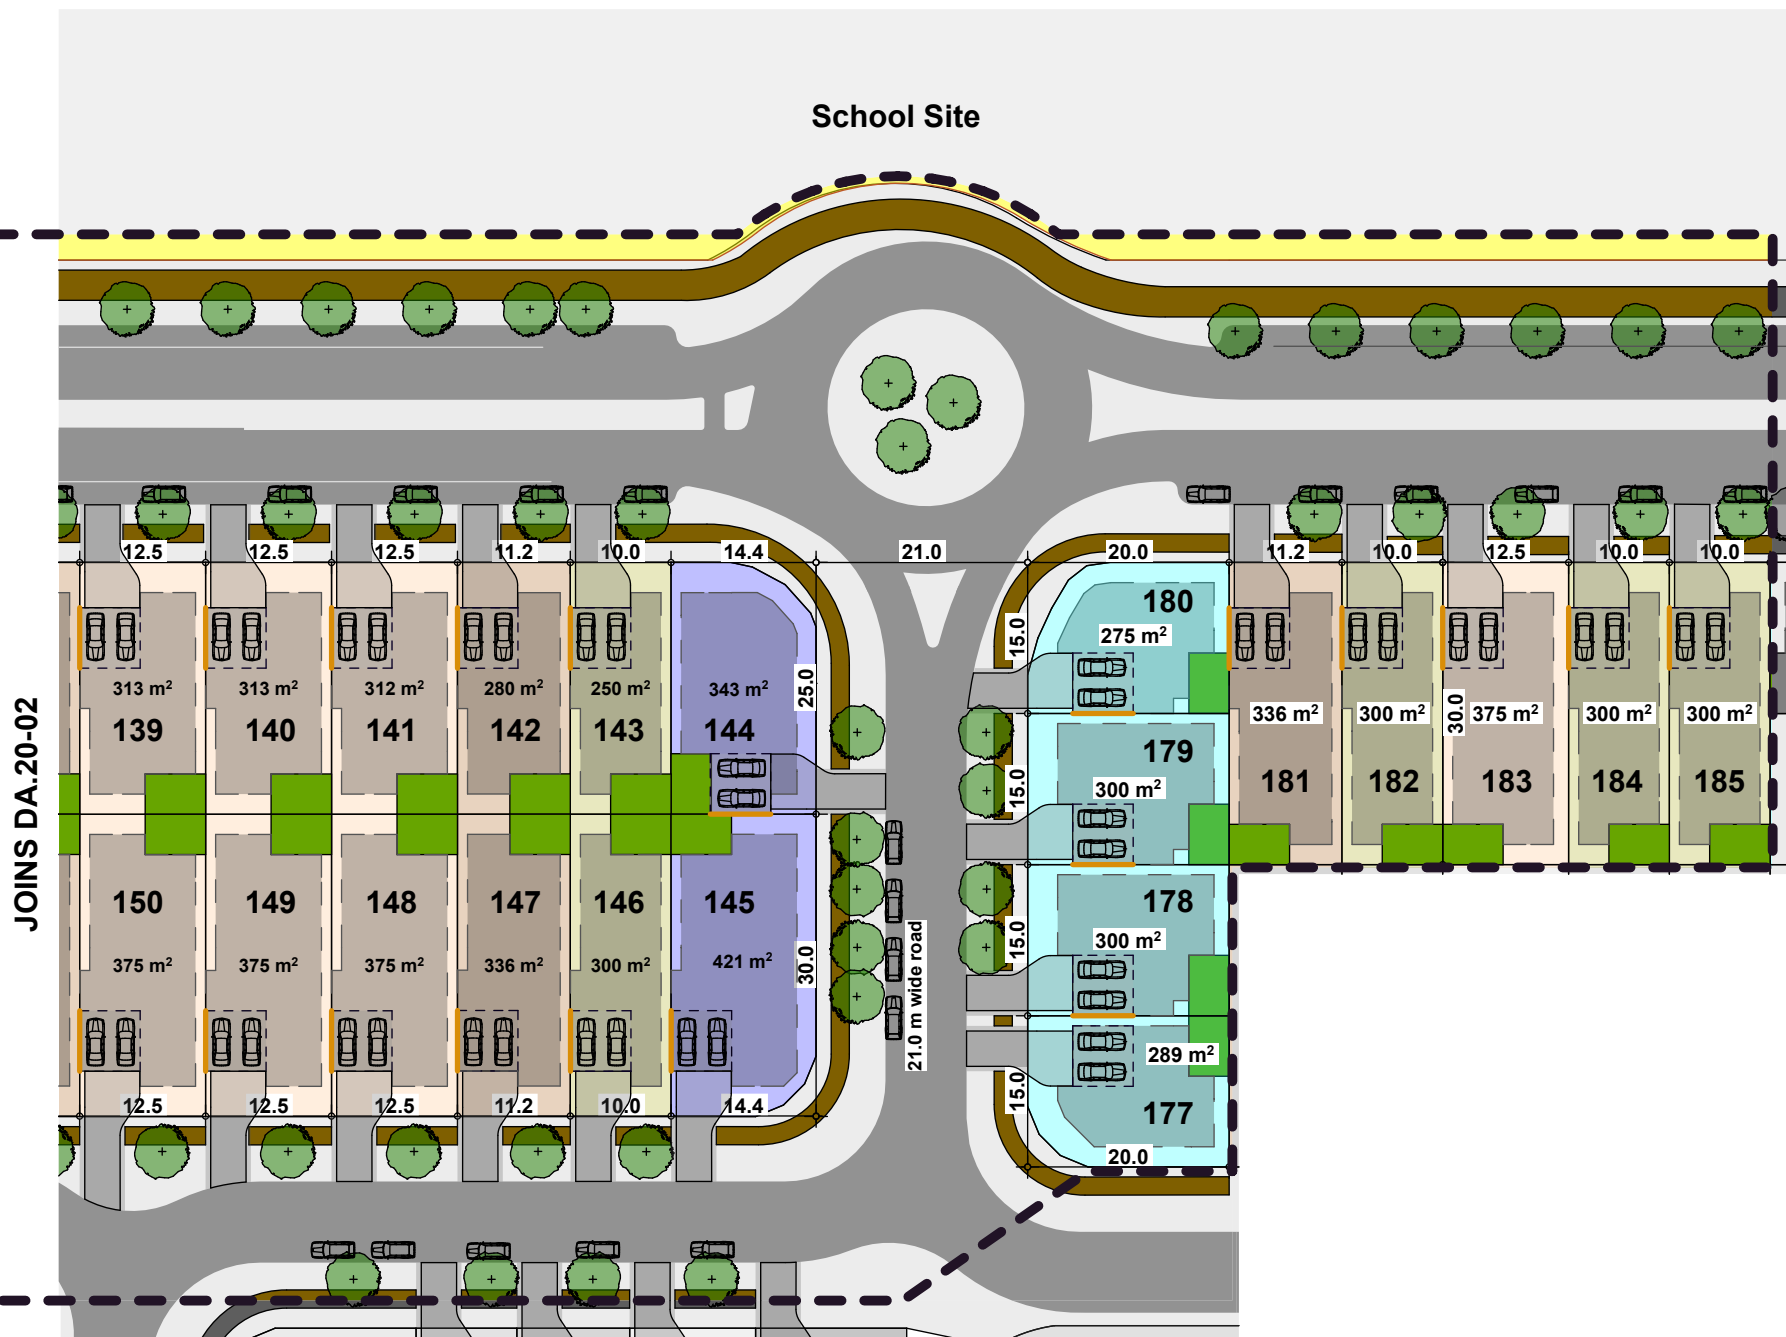 School Site
JOINS DA.20-02
12.5
12.5
12.5
11.2
10.0
14.4
21.0
20.0
11.2
10.0
12.5
10.0
10.0
180
275 m²
15.0
313 m²
313 m²
312 m²
280 m²
250 m²
343 m²
25.0
139
140
141
142
143
144
179
300 m²
15.0
336 m²
300 m²
30.0
375 m²
300 m²
300 m²
181
182
183
184
185
150
149
148
147
146
145
178
300 m²
15.0
375 m²
375 m²
375 m²
336 m²
300 m²
421 m²
30.0
21.0 m wide road
289 m²
177
15.0
12.5
12.5
12.5
11.2
10.0
14.4
20.0